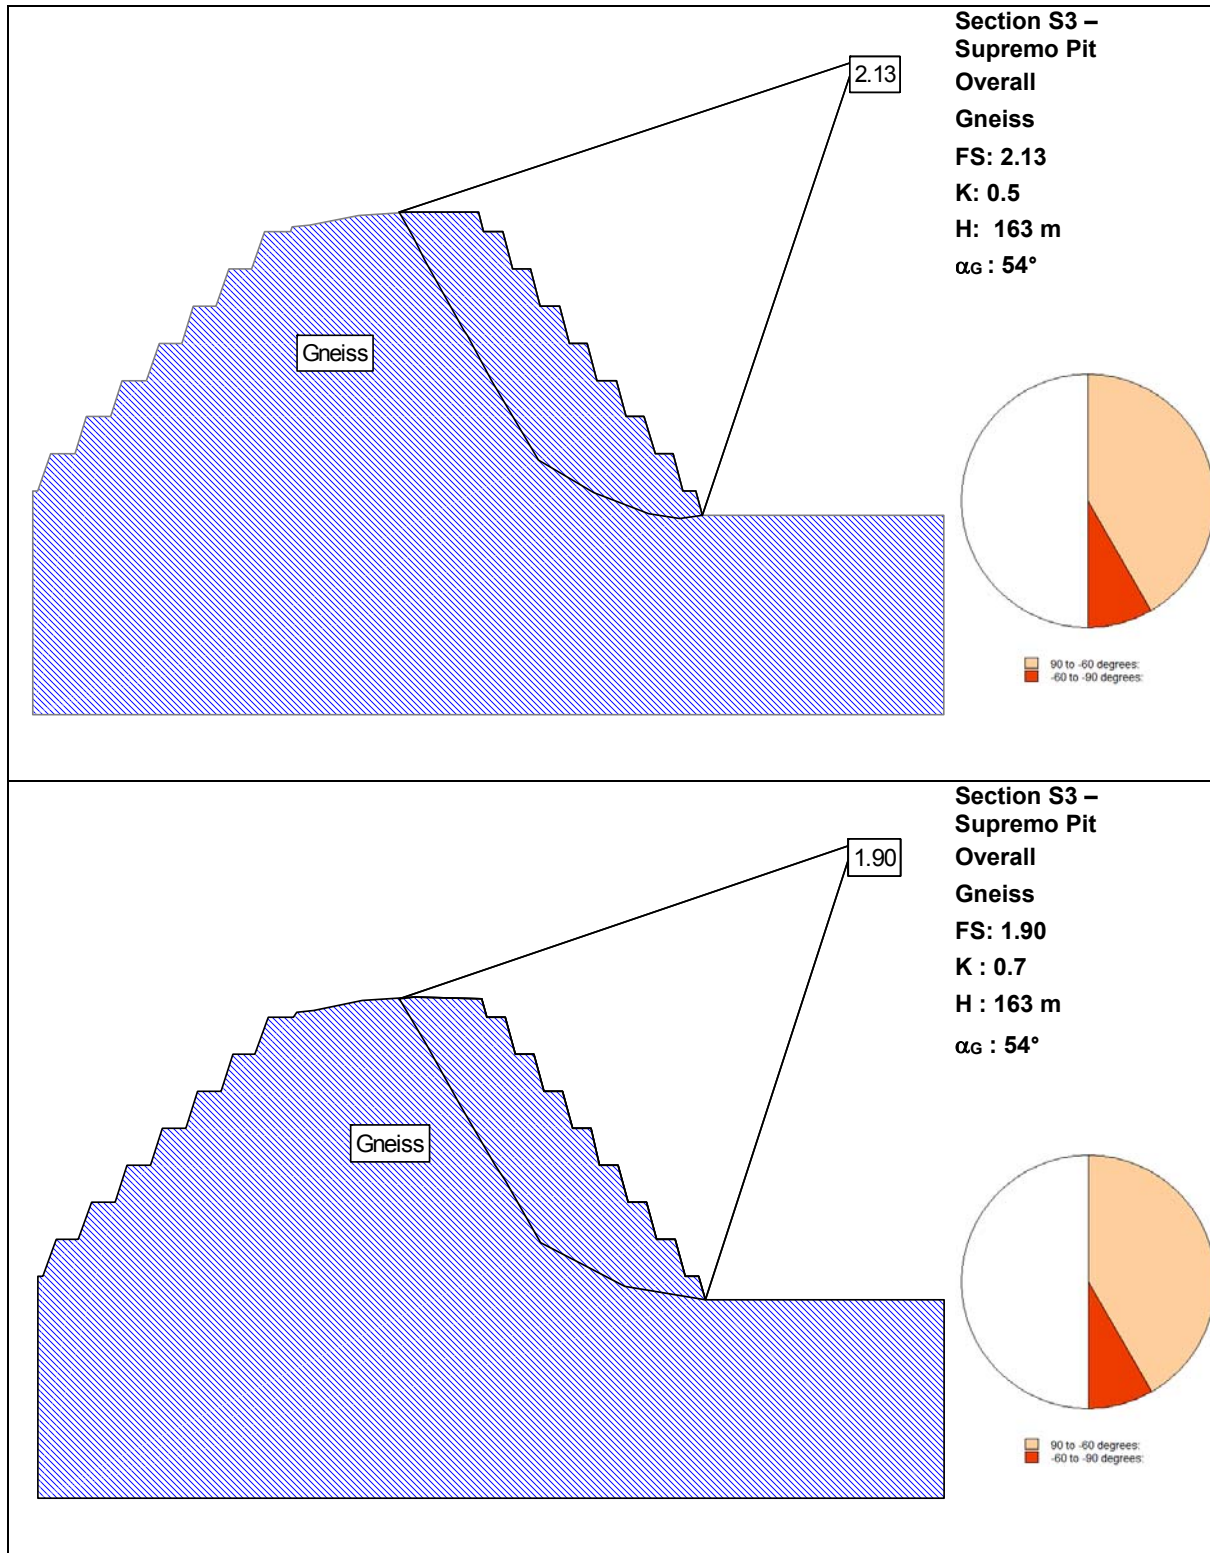 Section S3 –
Supremo Pit
Overall
Gneiss
FS: 2.13
K: 0.5
H: 163 m
αG : 54°
2.13
Gneiss
90 to -60 degrees:
-60 to -90 degrees:
Section S3 –
Supremo Pit
Overall
Gneiss
FS: 1.90
K : 0.7
H : 163 m
αG : 54°
1.90
Gneiss
90 to -60 degrees:
-60 to -90 degrees: